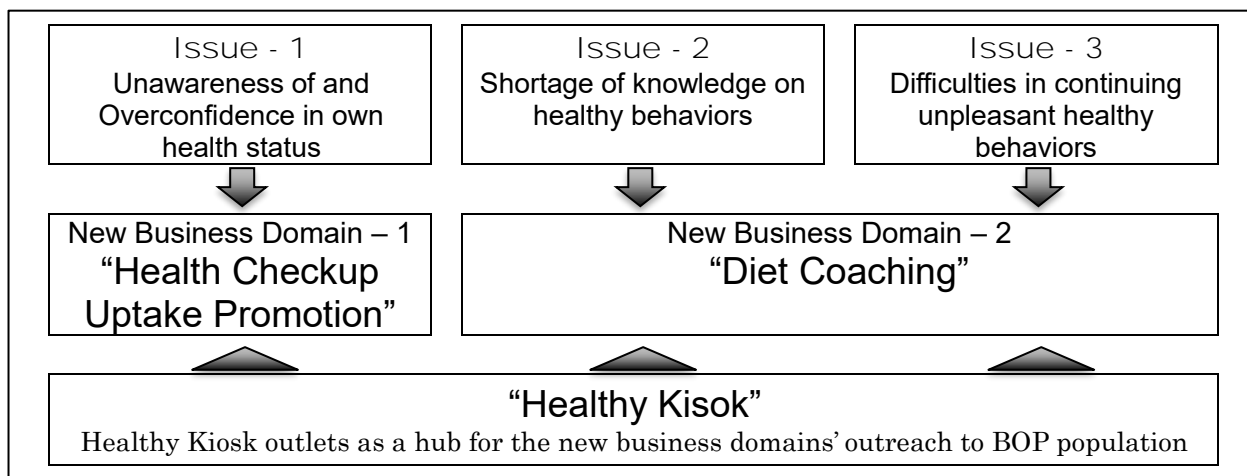 Issue - 1
Unawareness of and
Overconfidence in own
health status
Issue - 2
Shortage of knowledge on
healthy behaviors
Issue - 3
Difficulties in continuing
unpleasant healthy
behaviors
New Business Domain – 1
“Health Checkup
Uptake Promotion”
New Business Domain – 2
“Diet Coaching”
“Healthy Kisok”
Healthy Kiosk outlets as a hub for the new business domains’ outreach to BOP population